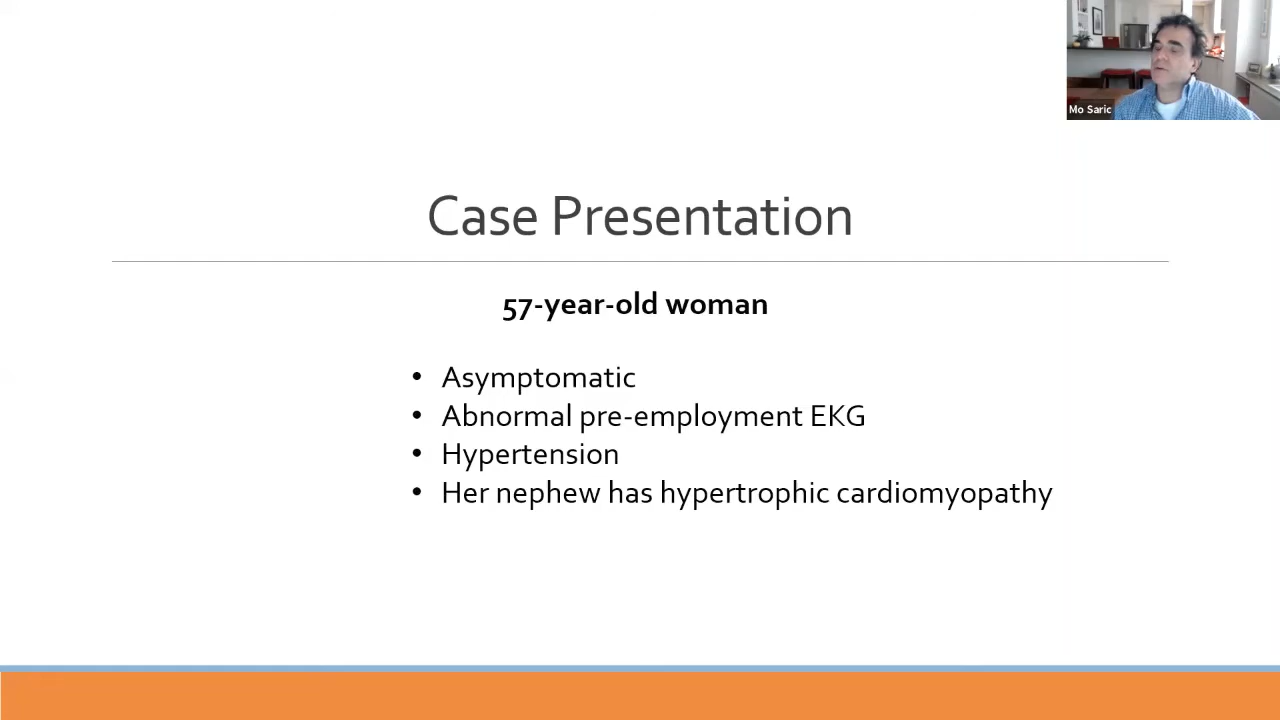 Mo Saric
Case Presentation
57-year-old woman
• Asymptomatic
• Abnormal pre-employment EKG
• Hypertension
• Her nephew has hypertrophic cardiomyopathy